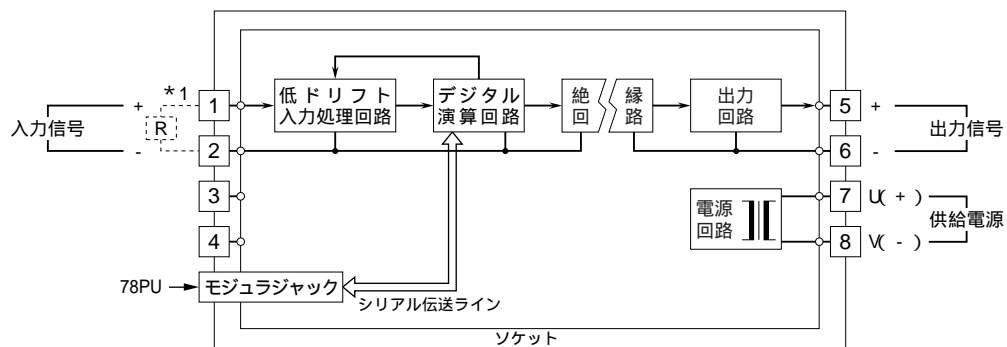 *1
入力信号
+
-
R
1
2
3
4
低ドリフト
入力処理回路
デジタル
演算回路
絶 縁
回 路
出力
回路
5 +
6 -
出力信号
電源
回路
7 U( + )
8 V( - )
供給電源
78PU
モジュラジャック
シリアル伝送ライン
ソケット